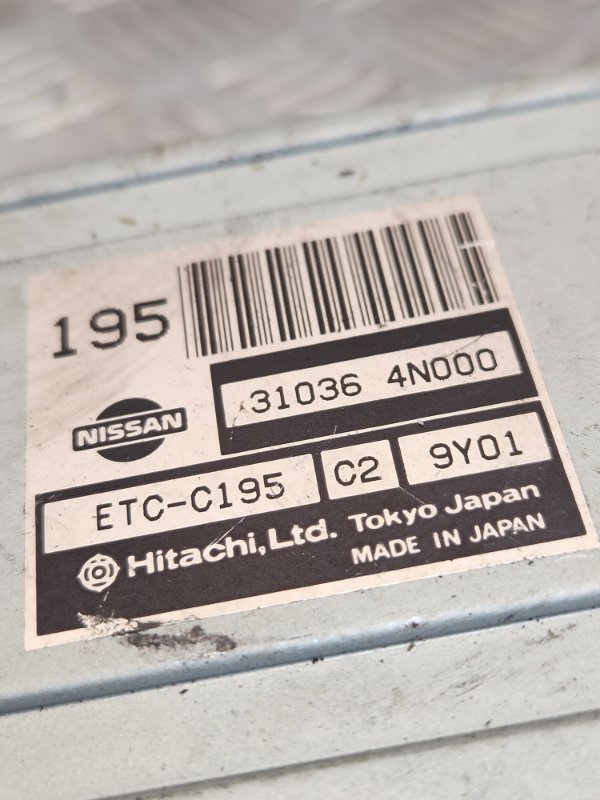 195
31036 4N000
NISSAN
ETC-C195 C2 9Y01
Hitachi, Ltd. Tokyo Japan
MADE IN JAPAN